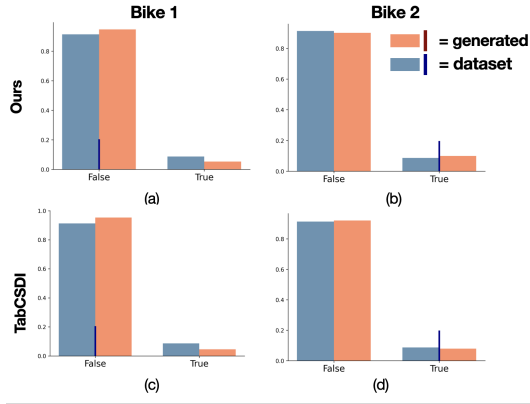 Bike 1
Bike 2
= generated
= dataset
Ours
0.8
0.6
0.4
0.2
0.0
False
True
(a)
0.8
0.6
0.4
0.2
0.0
False
True
(b)
TabCSDI
1.0
0.8
0.6
0.4
0.2
0.0
False
True
(c)
0.8
0.6
0.4
0.2
0.0
False
True
(d)